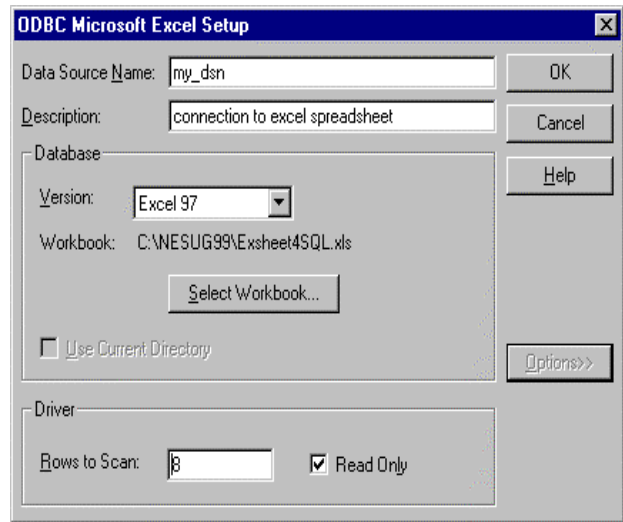 ODBC Microsoft Excel Setup
Data Source Name: my_dsn
OK
Description: connection to excel spreadsheet
Cancel
Database
Help
Version: Excel 97
Workbook: C:\NESUG99\Exsheet4SQL.xls
Select Workbook...
Use Current Directory
Options>>
Driver
Rows to Scan: 8
Read Only